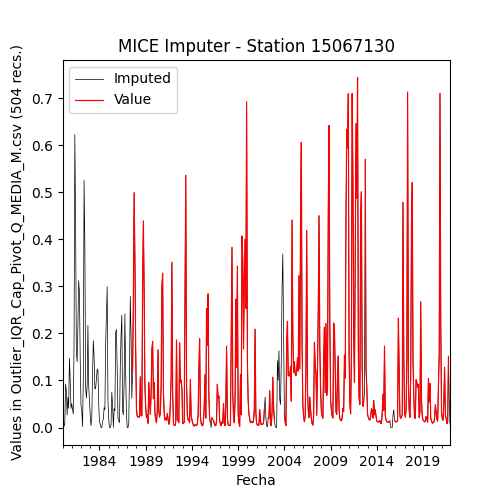 MICE Imputer - Station 15067130
Imputed
Value
Values in Outlier_IQR_Cap_Pivot_Q_MEDIA_M.csv (504 recs.)
0.7
0.6
0.5
0.4
0.3
0.2
0.1
0.0
1984 1989 1994 1999 2004 2009 2014 2019
Fecha